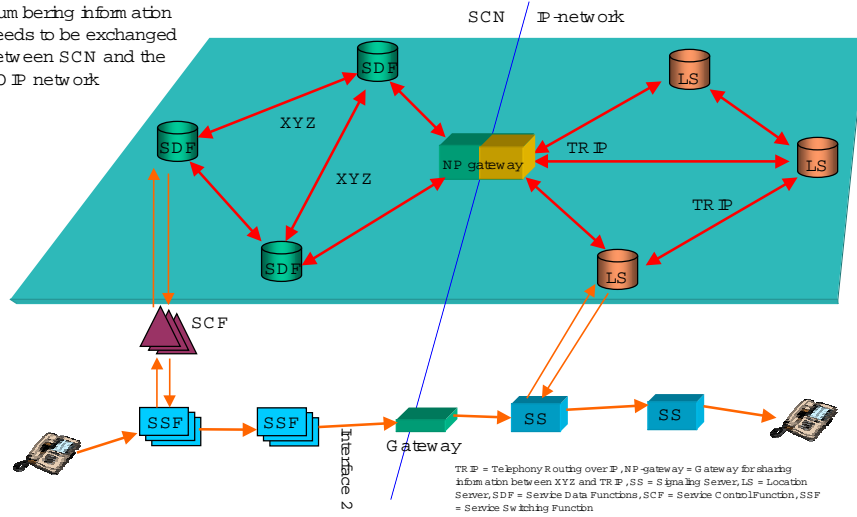 umbering information
eeds to be exchanged
etween SCN and the
O IP network
SCN IP-network
SDF
LS
XYZ
SDF
NP gateway
TRIP
LS
XYZ
TRIP
SDF
LS
SCF
SSF
SSF
Interface 2
Gateway
SS
SS
TRIP = Telephony Routing over IP, NP-gateway = Gateway for sharing
information between XYZ and TRIP, SS = Signaling Server, LS = Location
Server, SDF = Service Data Functions, SCF = Service Control Function, SSF
= Service Switching Function